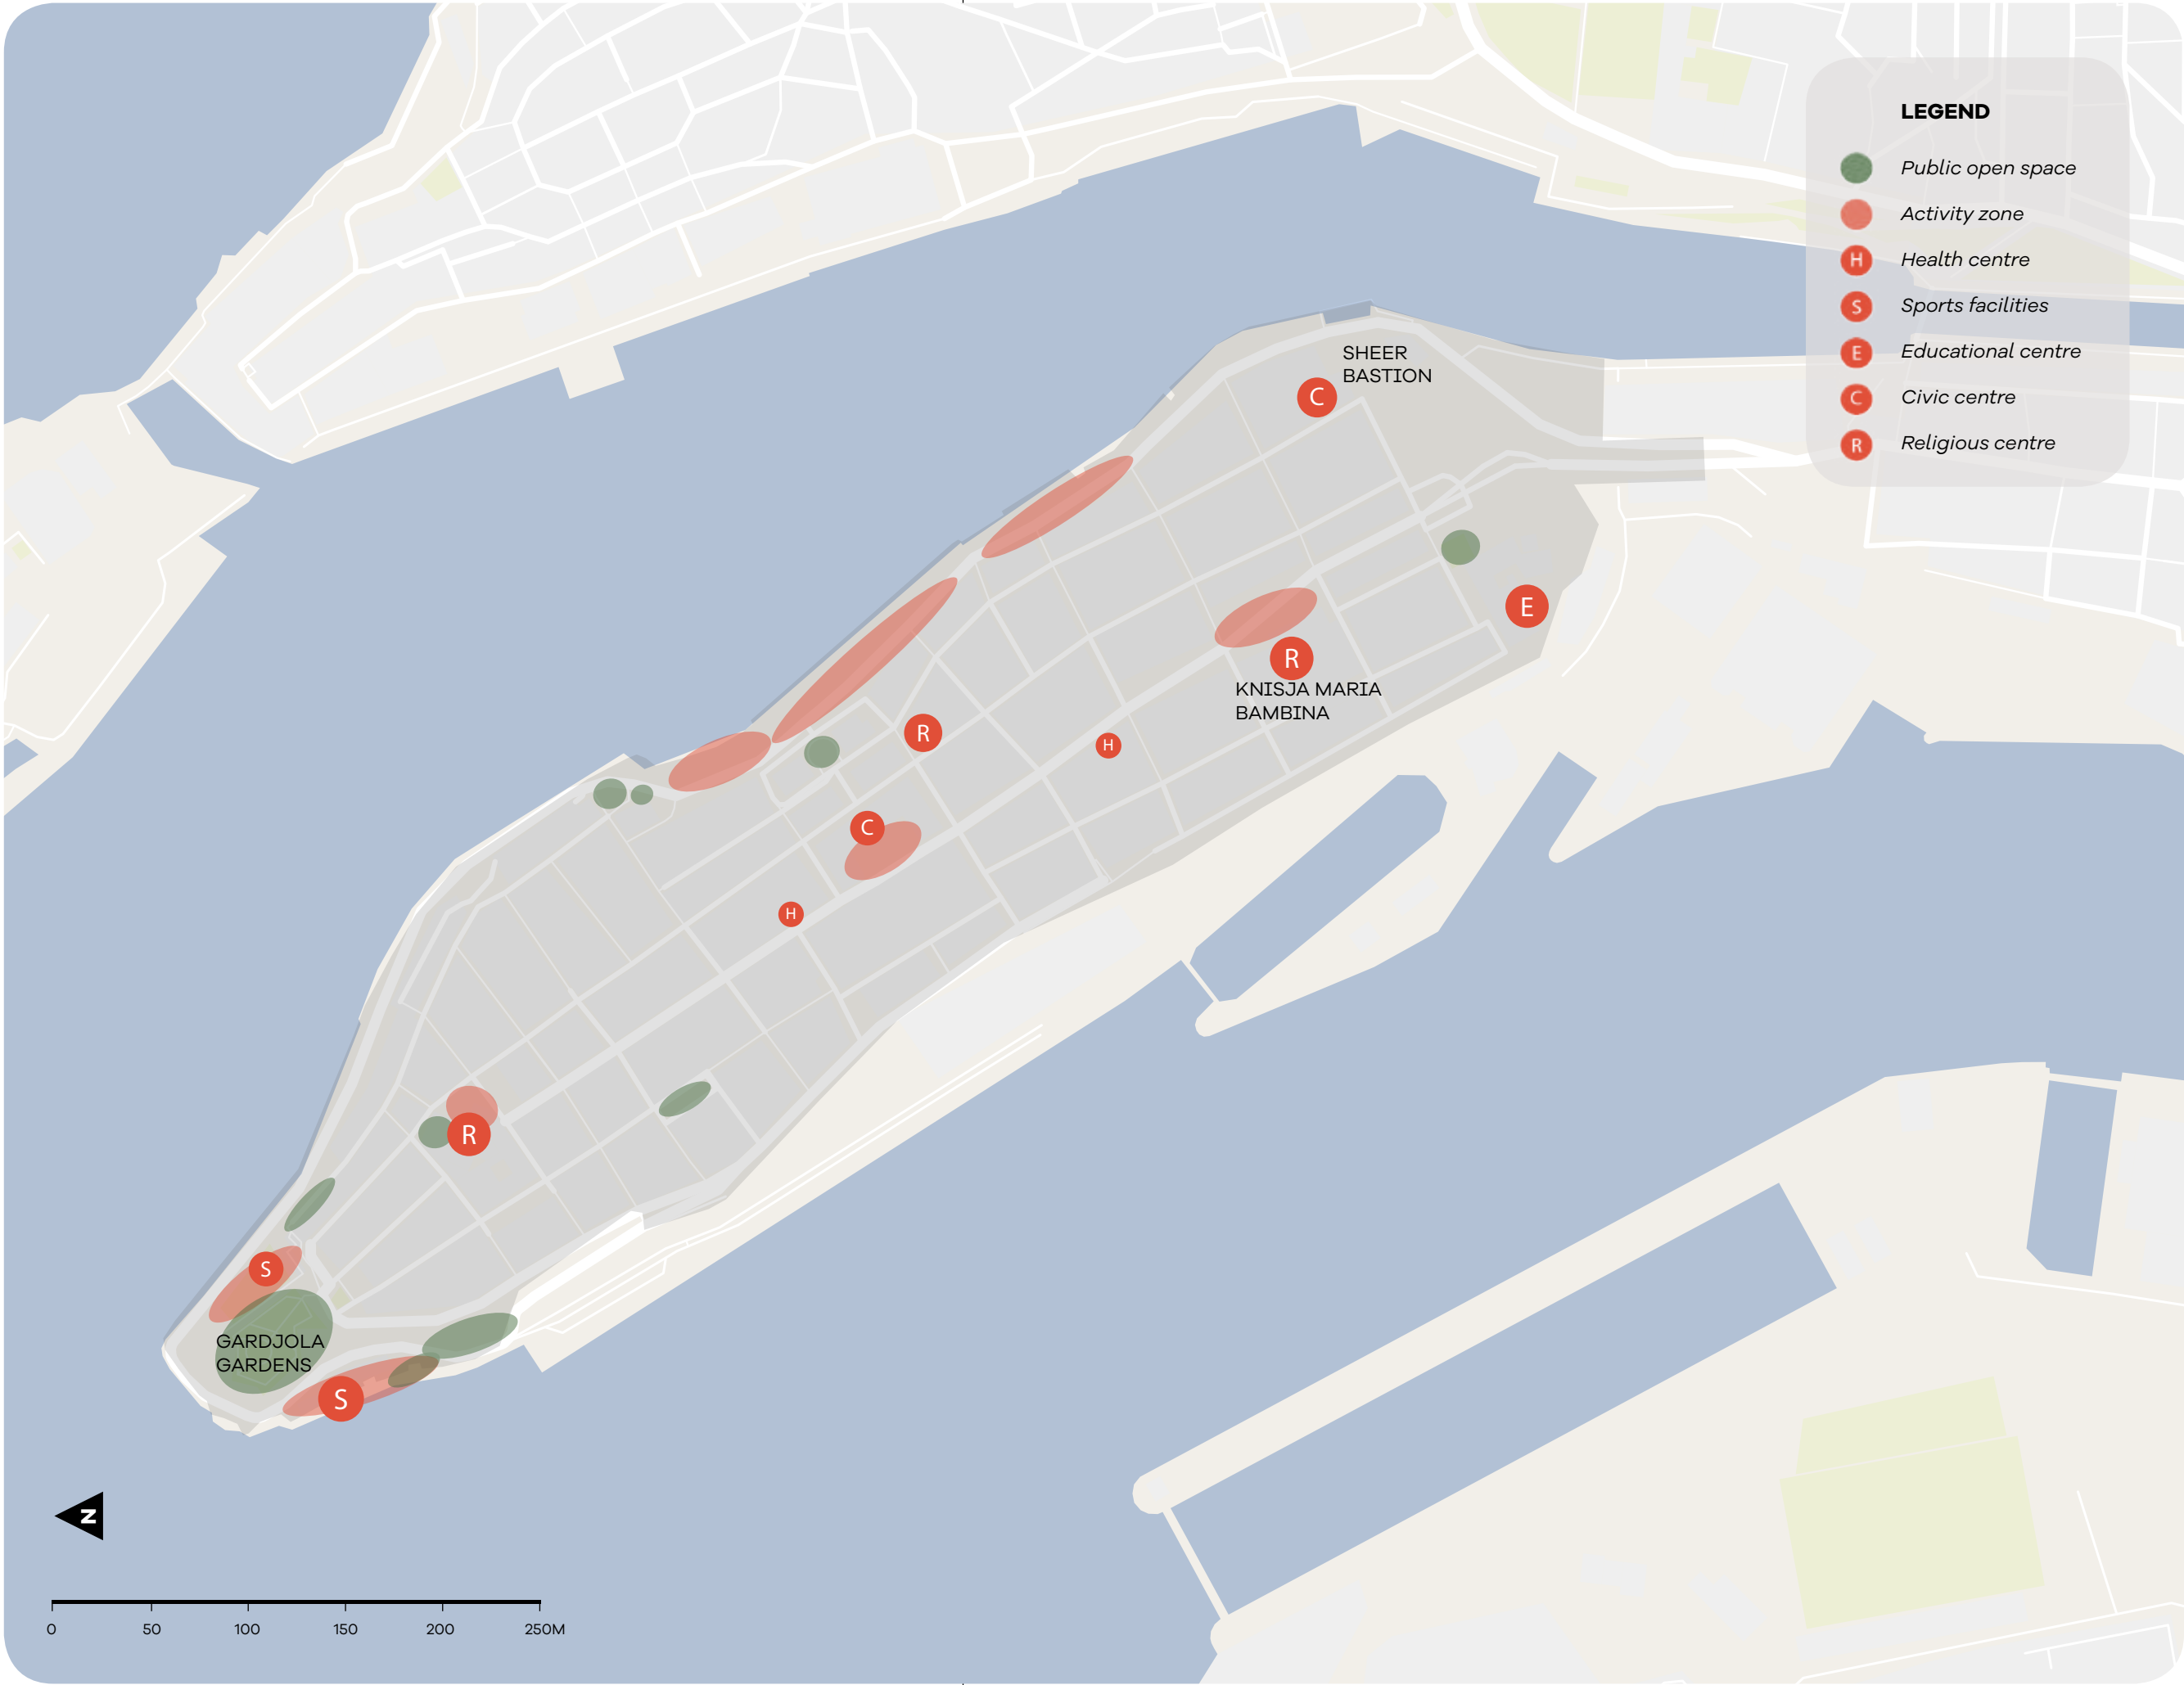 LEGEND
Public open space
Activity zone
H Health centre
S Sports facilities
E Educational centre
C Civic centre
R Religious centre
SHEER
BASTION
C
E
R
KNISJA MARIA
BAMBINA
R
H
C
H
R
S
GARDJOLA
GARDENS
S
N
0 50 100 150 200 250M